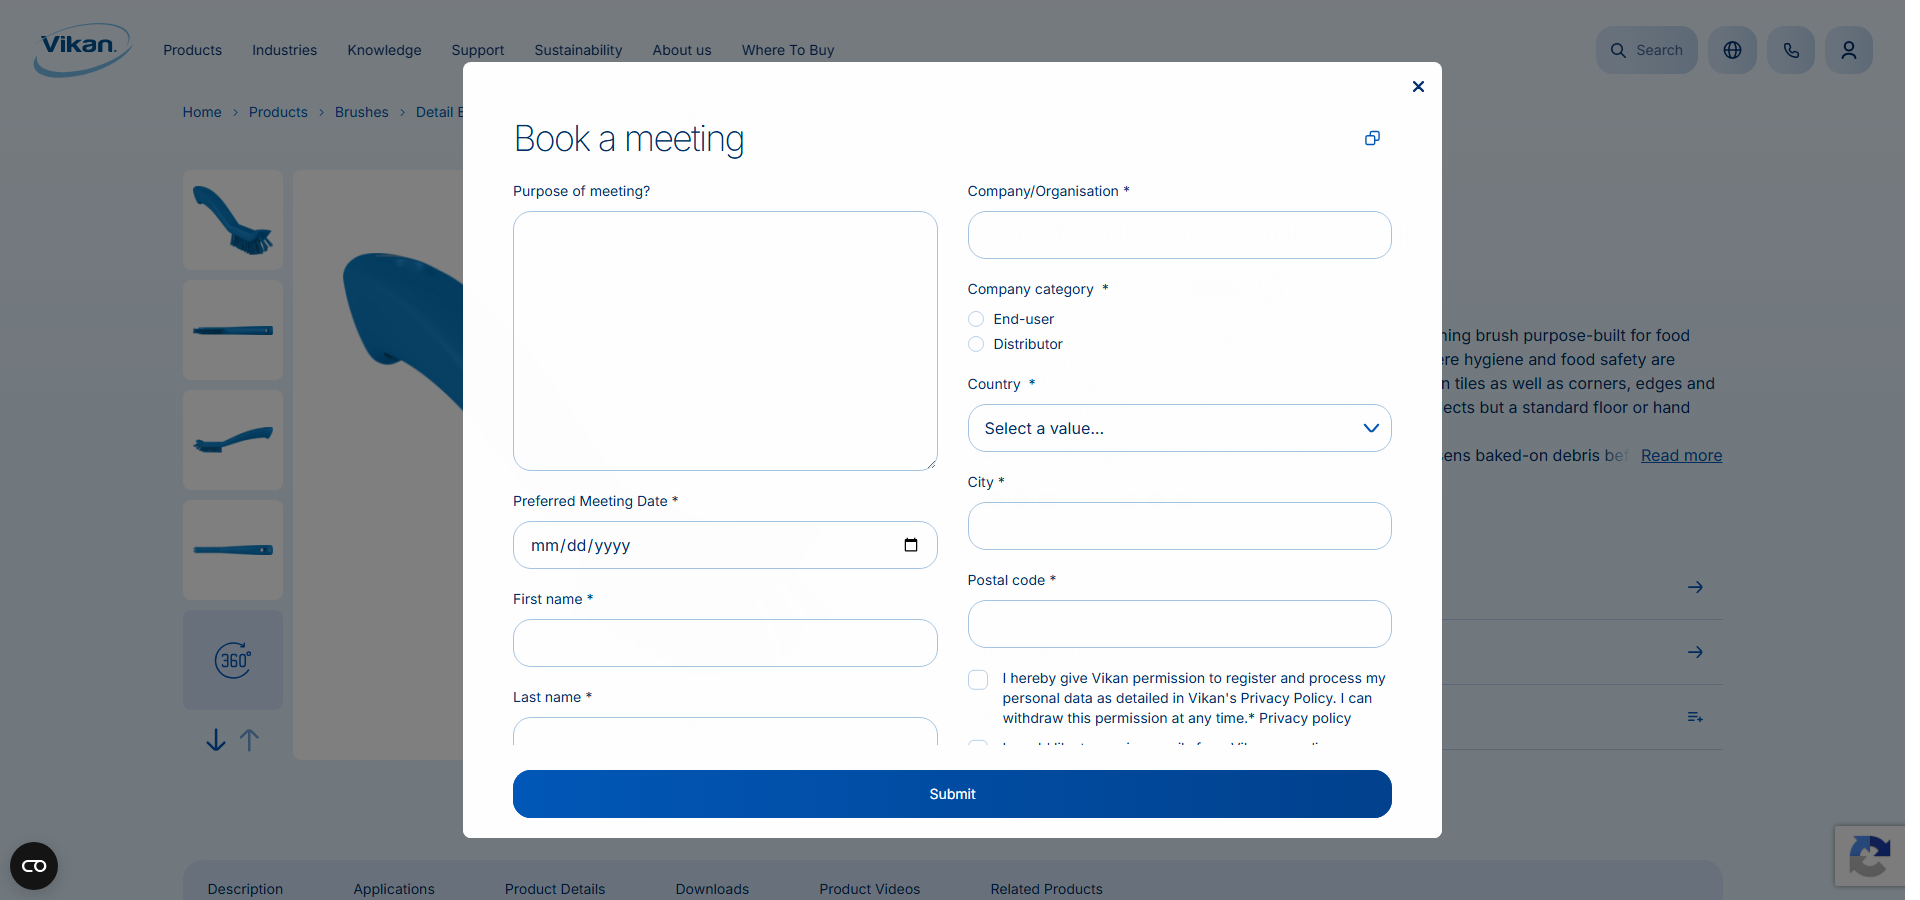 Vikan.
Products
Industries
Knowledge
Support
Sustainability
About us
Where To Buy
Search
Home
Products
Brushes
Detail
Book a meeting
Purpose of meeting?
Preferred Meeting Date *
mm/dd/yyyy
First name *
Last name *
Company/Organisation *
Company category *
End-user
Distributor
Country *
Select a value...
City *
Postal code *
I hereby give Vikan permission to register and process my
personal data as detailed in Vikan's Privacy Policy. I can
withdraw this permission at any time.* Privacy policy
Submit
brush purpose-built for food
hygiene and food safety are
tiles as well as corners, edges and
but a standard floor or hand
baked-on debris
Read more
360°
Description
Applications
Product Details
Downloads
Product Videos
Related Products